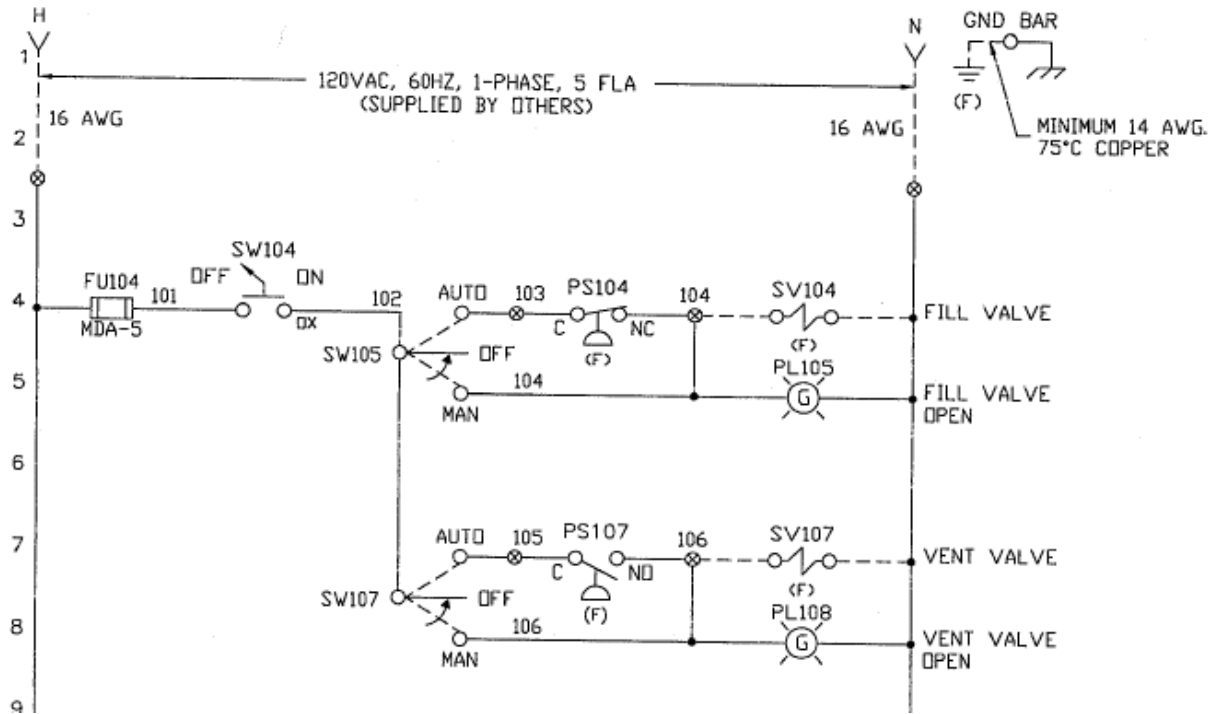 H
N
GND BAR
1
120VAC, 60HZ, 1-PHASE, 5 FLA
(SUPPLIED BY OTHERS)
(F)
16 AWG
16 AWG
MINIMUM 14 AWG.
75°C COPPER
2
3
SW104
OFF
ON
FU104
101
102
AUTO
103
PS104
104
SV104
4
FILL VALVE
MDA-5
OX
C
NC
(F)
(F)
SW105
OFF
PL105
5
104
G
FILL VALVE
OPEN
MAN
6
7
AUTO
105
PS107
106
SV107
VENT VALVE
C
NO
(F)
(F)
SW107
OFF
PL108
8
106
G
VENT VALVE
OPEN
MAN
9